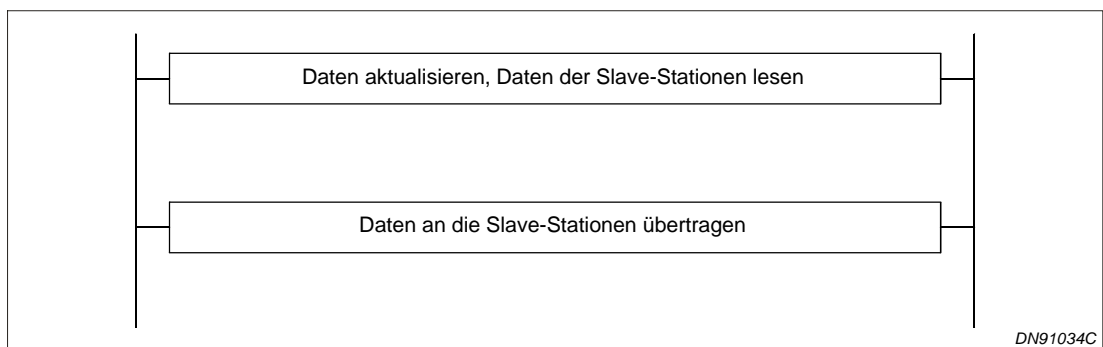 Daten aktualisieren, Daten der Slave-Stationen lesen
Daten an die Slave-Stationen übertragen
DN91034C